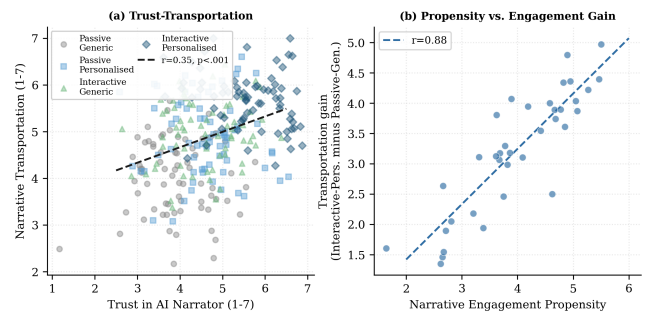 (a) Trust-Transportation
Passive
Generic
Passive
Personalised
Interactive
Generic
Interactive
Personalised
r=0.35, p<.001
Narrative Transportation (1-7)
7
6
5
4
3
2
1
2
3
4
5
6
7
Trust in AI Narrator (1-7)
(b) Propensity vs. Engagement Gain
r=0.88
Transportation gain
(Interactive-Pers. minus Passive-Gen.)
5.0
4.5
4.0
3.5
3.0
2.5
2.0
1.5
2
3
4
5
6
Narrative Engagement Propensity